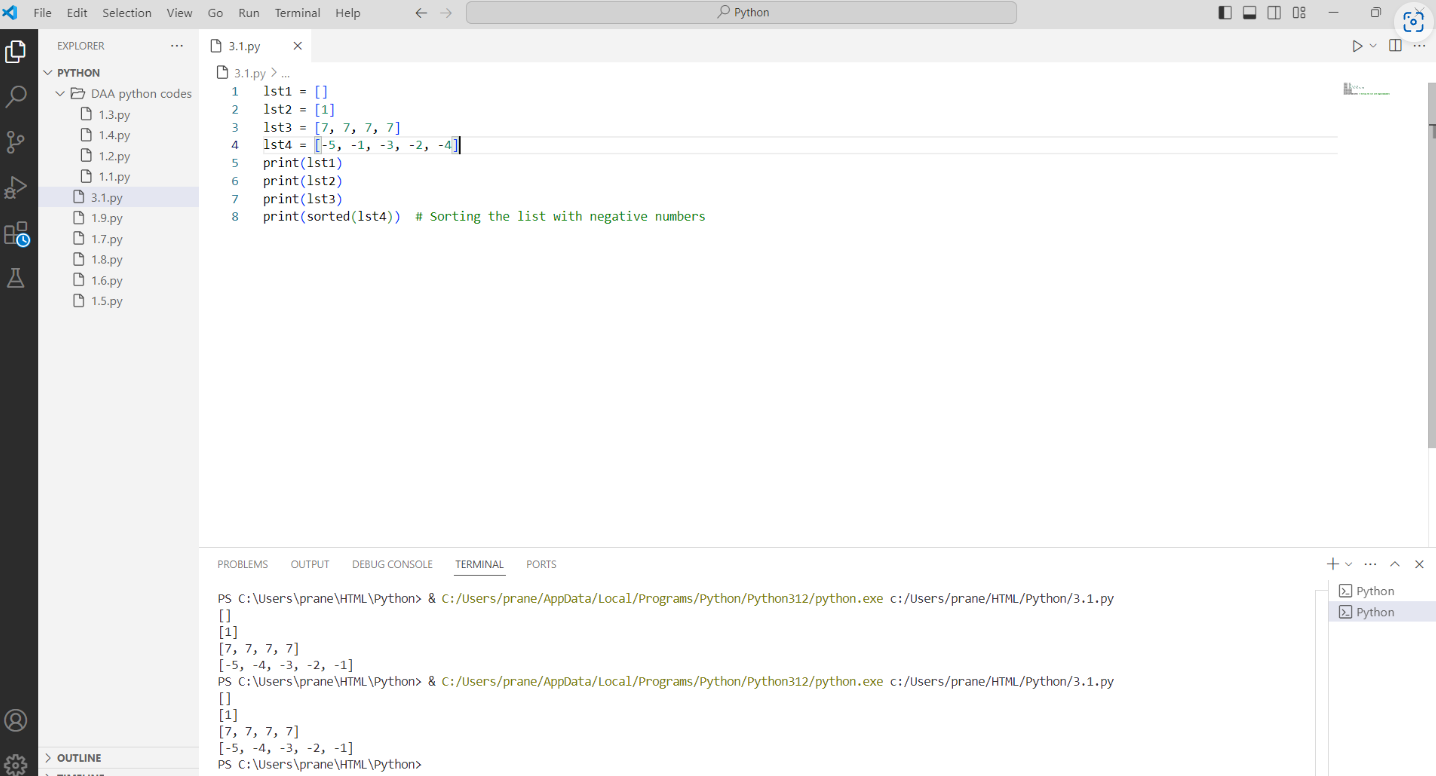 File Edit Selection View Go Run Terminal Help Python
EXPLORER
PYTHON
DAA python codes
1.3.py
1.4.py
1.2.py
1.1.py
3.1.py
1.9.py
1.7.py
1.8.py
1.6.py
1.5.py
OUTLINE
TIMELINE
3.1.py
3.1.py > ...
1 lst1 = []
2 lst2 = [1]
3 lst3 = [7, 7, 7, 7]
4 lst4 = [-5, -1, -3, -2, -4]
5 print(lst1)
6 print(lst2)
7 print(lst3)
8 print(sorted(lst4))  # Sorting the list with negative numbers
PROBLEMS OUTPUT DEBUG CONSOLE TERMINAL PORTS
PS C:\Users\prane\HTML\Python> & C:/Users/prane/AppData/Local/Programs/Python/Python312/python.exe c:/Users/prane/HTML/Python/3.1.py
[]
[1]
[7, 7, 7, 7]
[-5, -4, -3, -2, -1]
PS C:\Users\prane\HTML\Python> & C:/Users/prane/AppData/Local/Programs/Python/Python312/python.exe c:/Users/prane/HTML/Python/3.1.py
[]
[1]
[7, 7, 7, 7]
[-5, -4, -3, -2, -1]
PS C:\Users\prane\HTML\Python>
Python
Python